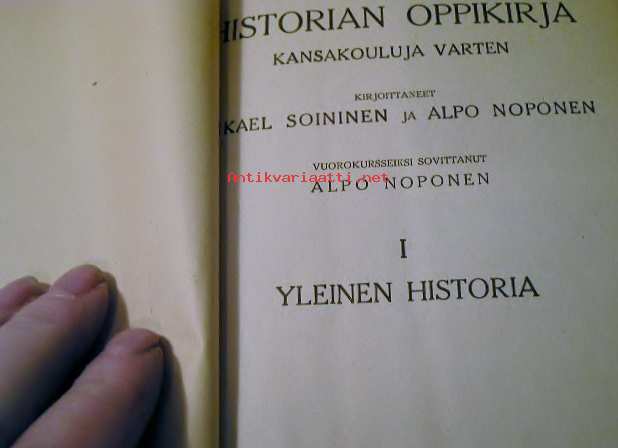 HISTORIAN OPPIKIRJA
KANSAKOULUJA VARTEN
KIRJOITTANEET
KAEL SOININEN JA ALPO NOPONEN
VUOROKURSSEIKSI SOVITTANUT
Antikvariaatti.net
ALPO NOPONEN
I
YLEINEN HISTORIA